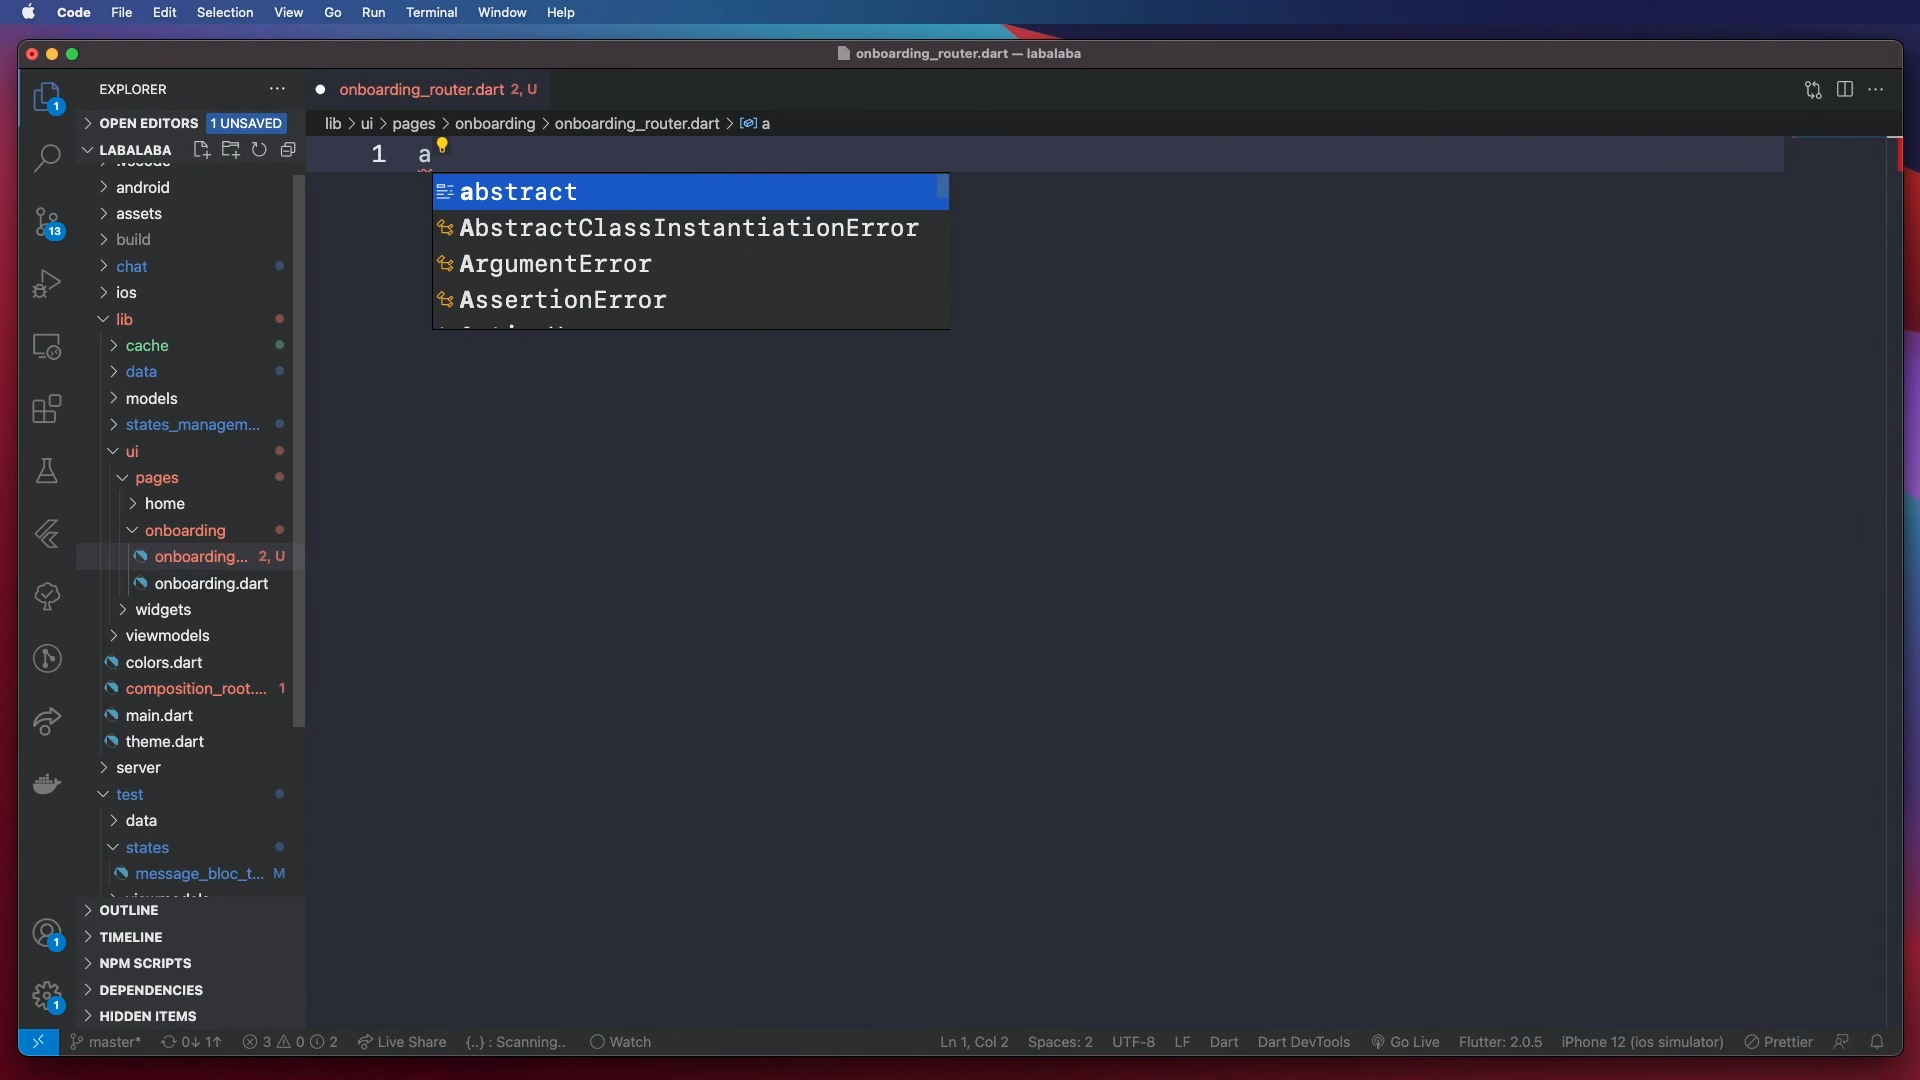 Code File Edit Selection View Go Run Terminal Window Help
onboarding_router.dart — labalaba
EXPLORER
onboarding_router.dart 2, U
OPEN EDITORS 1 UNSAVED
lib > ui > pages > onboarding > onboarding_router.dart > a
LABALABA
1 a
abstract
AbstractClassInstantiationError
ArgumentError
AssertionError
android
assets
build
chat
ios
lib
cache
data
models
states_managem...
ui
pages
home
onboarding
onboarding... 2, U
onboarding.dart
widgets
viewmodels
colors.dart
composition_root.... 1
main.dart
theme.dart
server
test
data
states
message_bloc_t... M
OUTLINE
TIMELINE
NPM SCRIPTS
DEPENDENCIES
HIDDEN ITEMS
1
13
1
1
master* 0↓ 1↑ 3 0 2 Live Share {..} : Scanning.. Watch
Ln 1, Col 2 Spaces: 2 UTF-8 LF Dart Dart DevTools Go Live Flutter: 2.0.5 iPhone 12 (ios simulator) Prettier